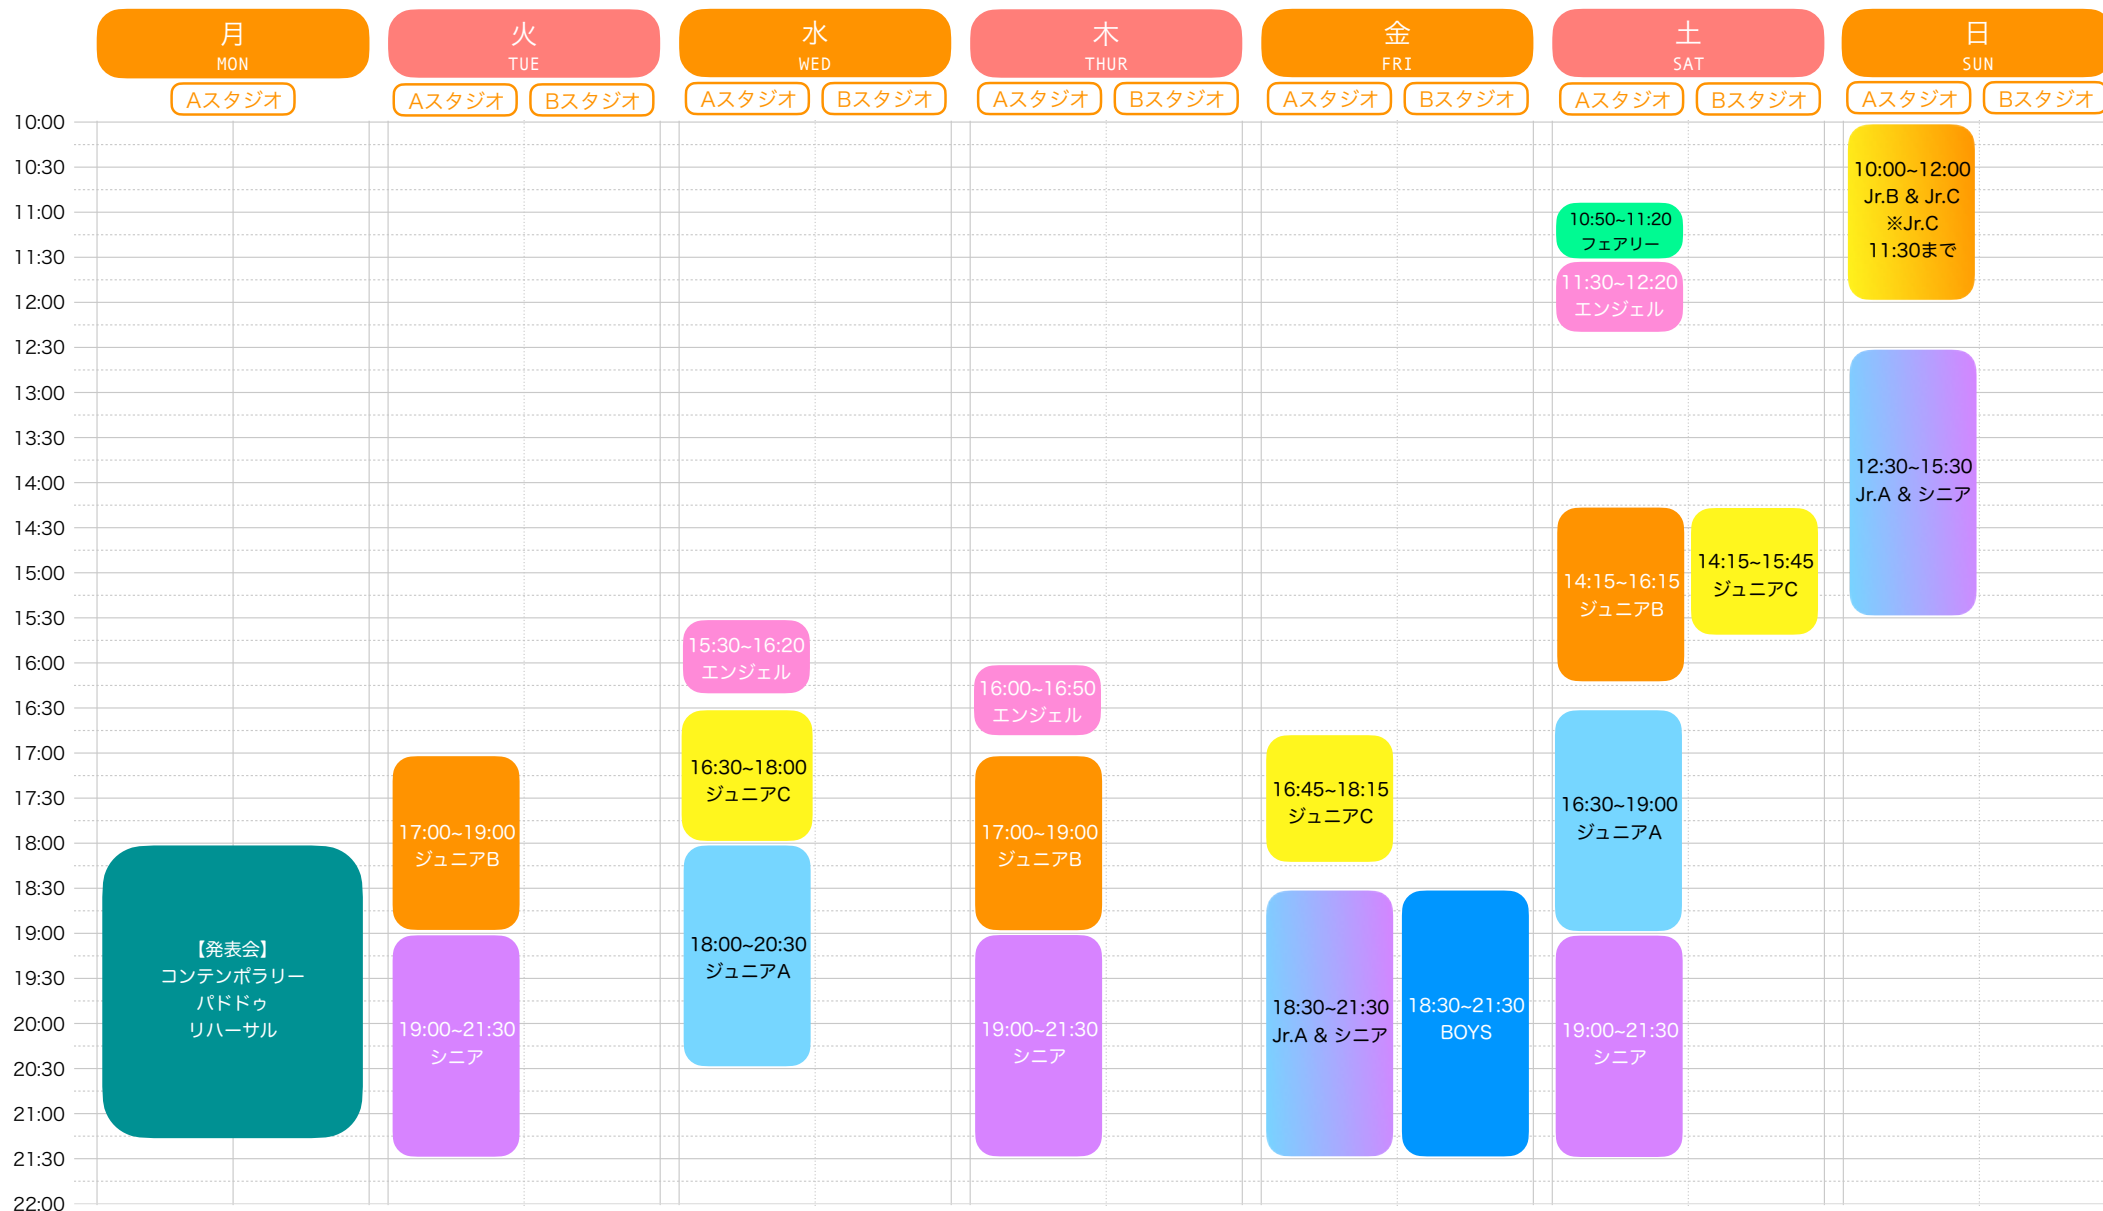 月
MON
Aスタジオ
火
TUE
Aスタジオ Bスタジオ
水
WED
Aスタジオ Bスタジオ
木
THUR
Aスタジオ Bスタジオ
金
FRI
Aスタジオ Bスタジオ
土
SAT
Aスタジオ Bスタジオ
日
SUN
Aスタジオ Bスタジオ
10:00
10:30
11:00
11:30
12:00
12:30
13:00
13:30
14:00
14:30
15:00
15:30
16:00
16:30
17:00
17:30
18:00
18:30
19:00
19:30
20:00
20:30
21:00
21:30
22:00
【発表会】
コンテンポラリー
パドドゥ
リハーサル
17:00~19:00
ジュニアB
19:00~21:30
シニア
15:30~16:20
エンジェル
16:30~18:00
ジュニアC
18:00~20:30
ジュニアA
16:00~16:50
エンジェル
17:00~19:00
ジュニアB
19:00~21:30
シニア
16:45~18:15
ジュニアC
18:30~21:30
Jr.A & シニア
18:30~21:30
BOYS
10:50~11:20
フェアリー
11:30~12:20
エンジェル
14:15~16:15
ジュニアB
14:15~15:45
ジュニアC
16:30~19:00
ジュニアA
19:00~21:30
シニア
10:00~12:00
Jr.B & Jr.C
※Jr.C
11:30まで
12:30~15:30
Jr.A & シニア